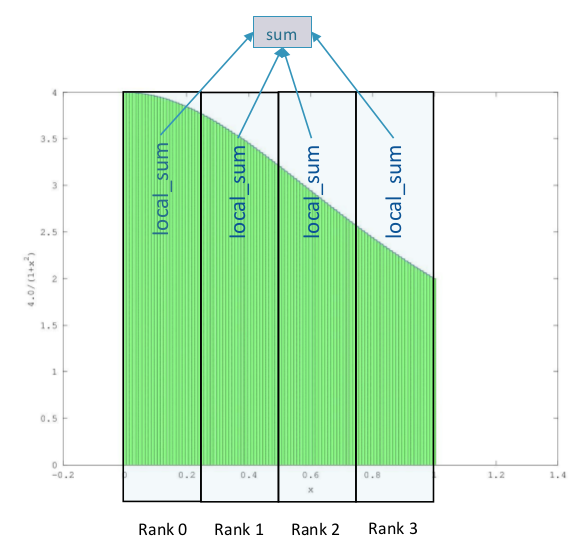 sum
local_sum
local_sum
local_sum
local_sum
4
3.5
3
2.5
2
1.5
1
0.5
0
4.0/(1+x²)
-0.2
0
0.2
0.4
0.6
0.8
1
1.2
1.4
x
Rank 0
Rank 1
Rank 2
Rank 3